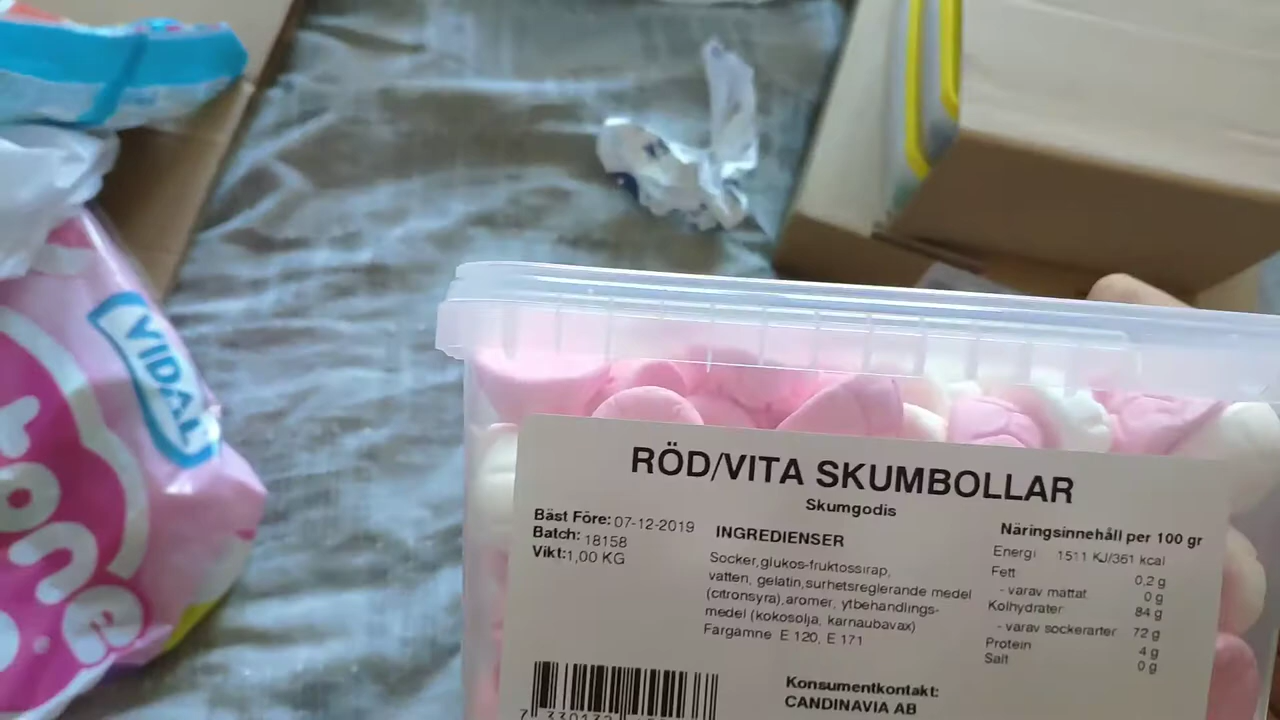 VIDAL
RÖD/VITA SKUMBOLLAR
Skumgodis
Bäst Före: 07-12-2019
Batch: 18158
Vikt: 1,00 KG
INGREDIENSER
Socker, glukos-fruktossirap,
vatten, gelatin, surhetsreglerande medel
(citronsyra), aromer, ytbehandlings-
medel (kokosolja, karnaubavax)
Färgämne E 120, E 171
Näringsinnehåll per 100 gr
Energi 1511 KJ/361 kcal
Fett 0,2 g
- varav mättat 0 g
Kolhydrater 84 g
- varav sockerarter 72 g
Protein 4 g
Salt 0 g
Konsumentkontakt:
CANDINAVIA AB